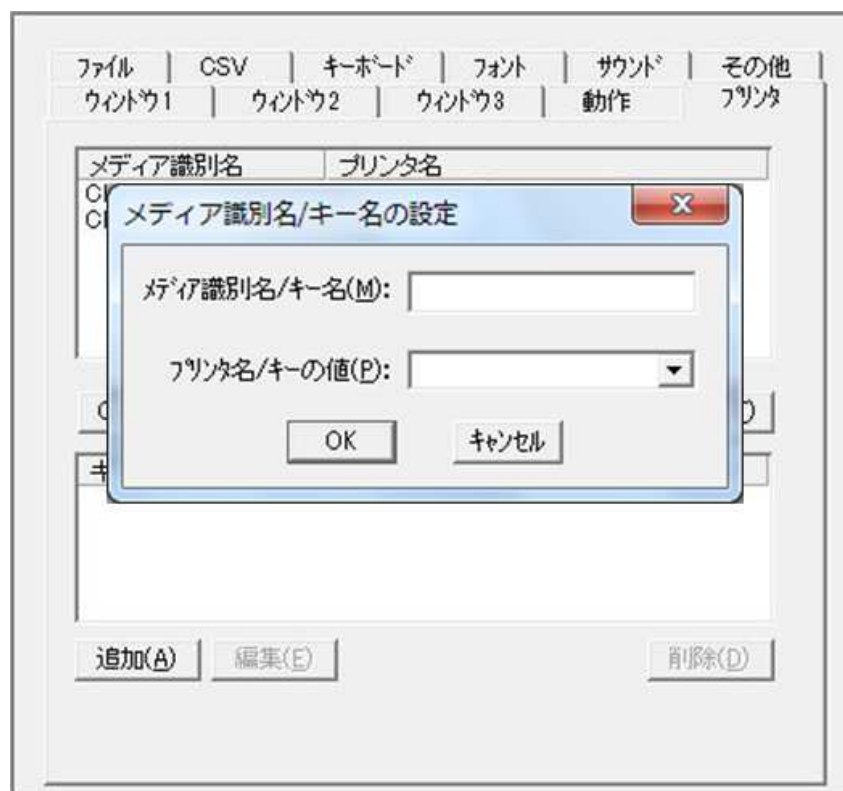 ファイル CSV キーボード フォント サウンド その他
ウィンドウ1 ウィンドウ2 ウィンドウ3 動作 プリンタ
メディア識別名 プリンタ名
メディア識別名/キー名の設定
メディア識別名/キー名(M):
プリンタ名/キーの値(P):
OK キャンセル
追加(A) 編集(E) 削除(D)